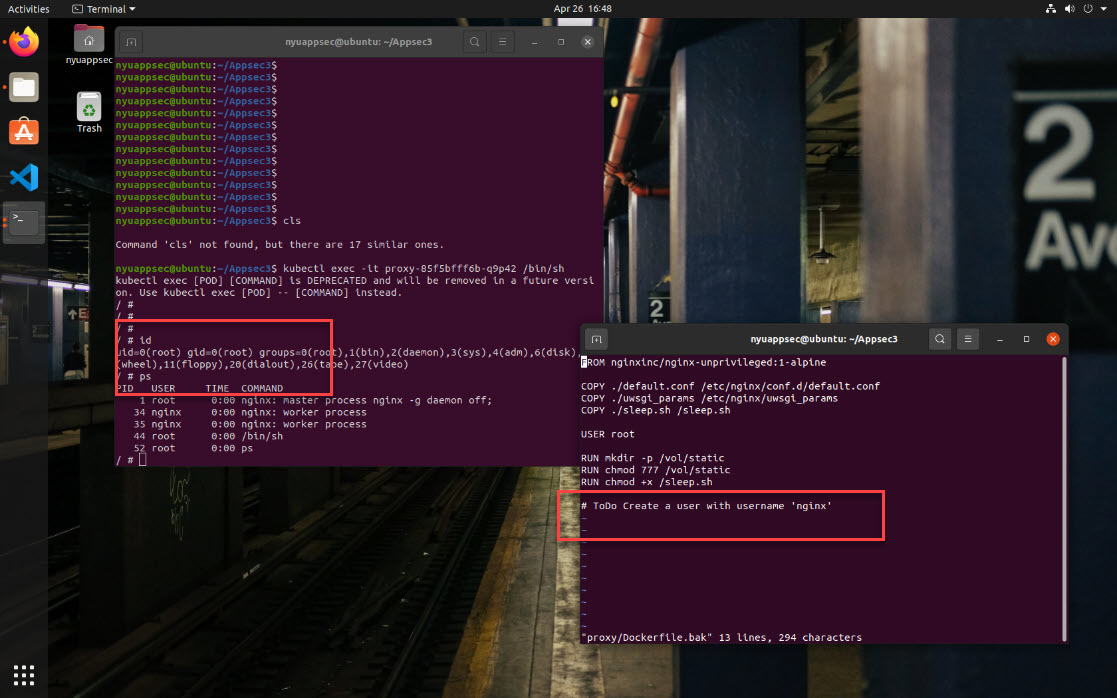 Activities
Terminal
Apr 26 16:48
nyuappsec
Trash
nyuappsec@ubuntu: ~/Appsec3
nyuappsec@ubuntu:~/Appsec3$
nyuappsec@ubuntu:~/Appsec3$
nyuappsec@ubuntu:~/Appsec3$
nyuappsec@ubuntu:~/Appsec3$
nyuappsec@ubuntu:~/Appsec3$
nyuappsec@ubuntu:~/Appsec3$
nyuappsec@ubuntu:~/Appsec3$
nyuappsec@ubuntu:~/Appsec3$
nyuappsec@ubuntu:~/Appsec3$
nyuappsec@ubuntu:~/Appsec3$
nyuappsec@ubuntu:~/Appsec3$
nyuappsec@ubuntu:~/Appsec3$
nyuappsec@ubuntu:~/Appsec3$
nyuappsec@ubuntu:~/Appsec3$ cls
Command 'cls' not found, but there are 17 similar ones.
nyuappsec@ubuntu:~/Appsec3$ kubectl exec -it proxy-85f5bfff6b-q9p42 /bin/sh
kubectl exec [POD] [COMMAND] is DEPRECATED and will be removed in a future versi
on. Use kubectl exec [POD] -- [COMMAND] instead.
/ #
/ #
/ #
/ # id
uid=0(root) gid=0(root) groups=0(root),1(bin),2(daemon),3(sys),4(adm),6(disk),
(wheel),11(floppy),20(dialout),26(tape),27(video)
/ # ps
PID USER TIME COMMAND
1 root 0:00 nginx: master process nginx -g daemon off;
34 nginx 0:00 nginx: worker process
35 nginx 0:00 nginx: worker process
44 root 0:00 /bin/sh
52 root 0:00 ps
/ #
nyuappsec@ubuntu: ~/Appsec3
FROM nginxinc/nginx-unprivileged:1-alpine
COPY ./default.conf /etc/nginx/conf.d/default.conf
COPY ./uwsgi_params /etc/nginx/uwsgi_params
COPY ./sleep.sh /sleep.sh
USER root
RUN mkdir -p /vol/static
RUN chmod 777 /vol/static
RUN chmod +x /sleep.sh
# ToDo Create a user with username 'nginx'
~
~
~
~
~
~
~
~
~
~
"proxy/Dockerfile.bak" 13 lines, 294 characters
2
Ave
2